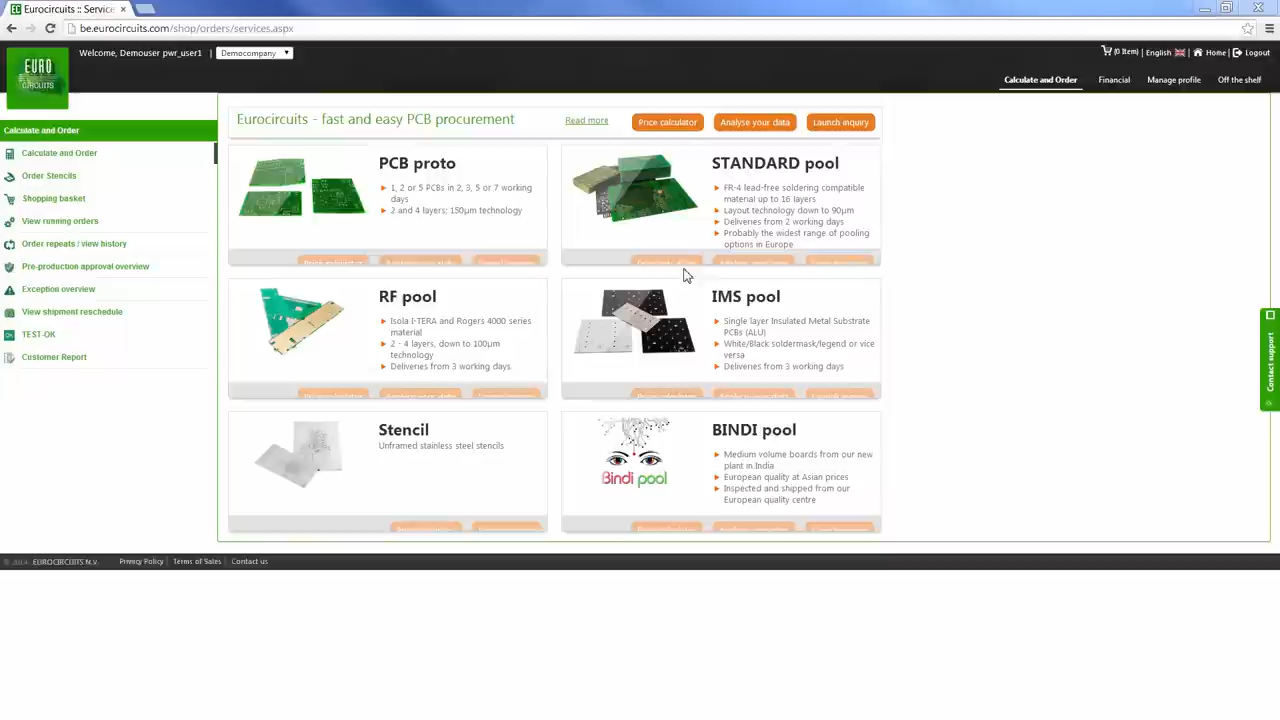 Eurocircuits :: Service
be.eurocircuits.com/shop/orders/services.aspx
EURO
CIRCUITS
Welcome, Demouser pwr_user1 | Democompany
(0 Item) | English | Home | Logout
Calculate and Order Financial Manage profile Off the shelf
Calculate and Order
Calculate and Order
Order Stencils
Shopping basket
View running orders
Order repeats / view history
Pre-production approval overview
Exception overview
View shipment reschedule
TEST-OK
Customer Report
Eurocircuits - fast and easy PCB procurement
Read more
Price calculator Analyse your data Launch inquiry
PCB proto
1, 2 or 5 PCBs in 2, 3, 5 or 7 working
days
2 and 4 layers; 150µm technology
STANDARD pool
FR-4 lead-free soldering compatible
material up to 16 layers
Layout technology down to 90µm
Deliveries from 2 working days
Probably the widest range of pooling
options in Europe
RF pool
Isola I-TERA and Rogers 4000 series
material
2 - 4 layers, down to 100µm
technology
Deliveries from 3 working days.
IMS pool
Single layer Insulated Metal Substrate
PCBs (ALU)
White/Black soldermask/legend or vice
versa
Deliveries from 3 working days
Stencil
Unframed stainless steel stencils
Bindi pool
BINDI pool
Medium volume boards from our new
plant in India
European quality at Asian prices
Inspected and shipped from our
European quality centre
Contact support
EUROCIRCUITS N.V. Privacy Policy | Terms of Sales | Contact us